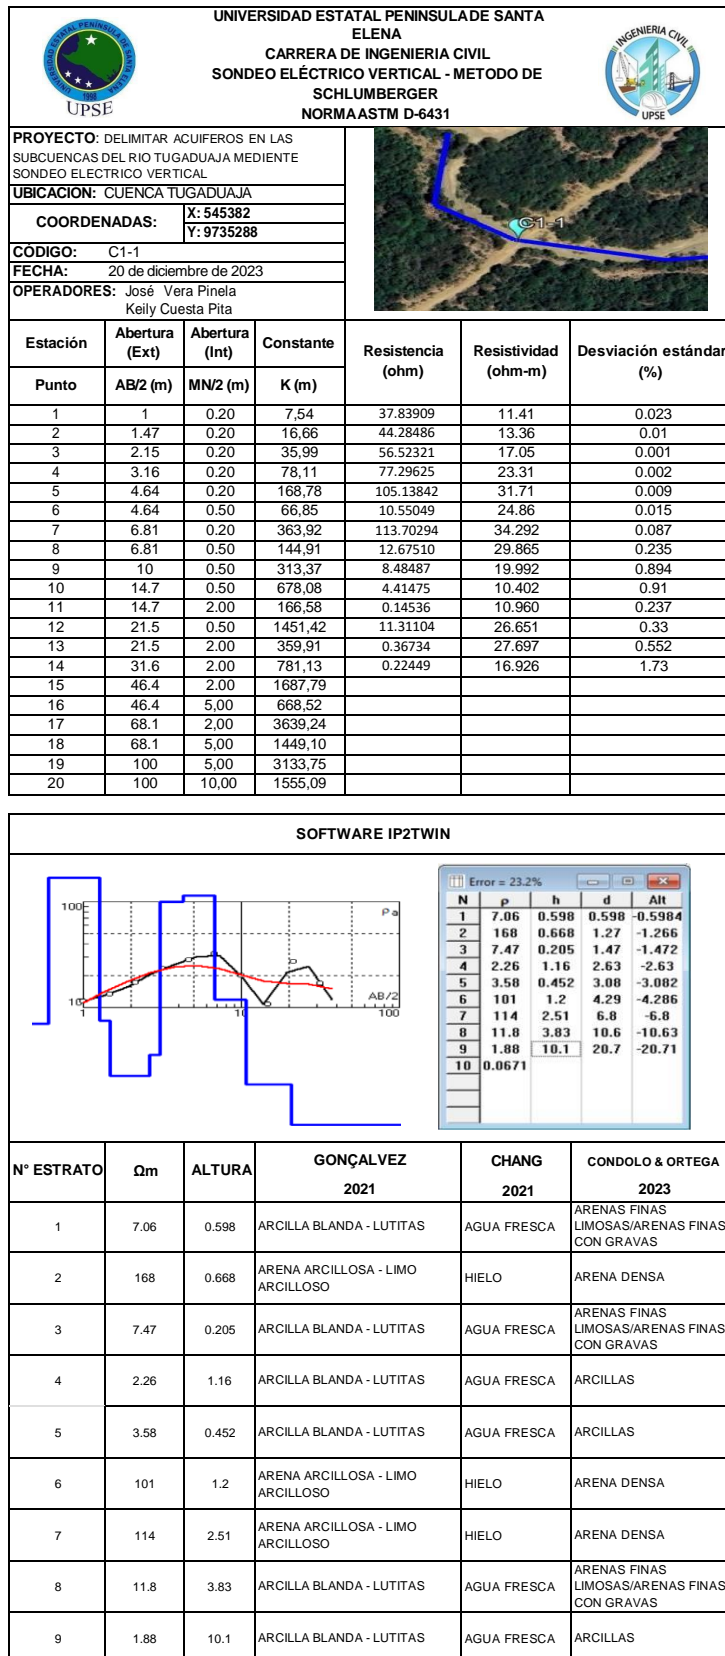 UNIVERSIDAD ESTATAL PENINSULA DE SANTA
ELENA
CARRERA DE INGENIERIA CIVIL
SONDEO ELÉCTRICO VERTICAL - METODO DE
SCHLUMBERGER
NORMA ASTM D-6431
UNIVERSIDAD ESTATAL PENINSULA DE SANTA ELENA
1998
UPSE
INGENIERIA CIVIL
UPSE
PROYECTO: DELIMITAR ACUIFEROS EN LAS
SUBCUENCAS DEL RIO TUGADUAJA MEDIENTE
SONDEO ELECTRICO VERTICAL
UBICACION: CUENCA TUGADUAJA
COORDENADAS: X: 545382
Y: 9735288
CÓDIGO: C1-1
FECHA: 20 de diciembre de 2023
OPERADORES: José Vera Pinela
Keily Cuesta Pita
C1-1
Estación Abertura (Ext) Abertura (Int) Constante Resistencia (ohm) Resistividad (ohm-m) Desviación estándar (%)
Punto AB/2 (m) MN/2 (m) K (m)
1 1 0.20 7,54 37.83909 11.41 0.023
2 1.47 0.20 16,66 44.28486 13.36 0.01
3 2.15 0.20 35,99 56.52321 17.05 0.001
4 3.16 0.20 78,11 77.29625 23.31 0.002
5 4.64 0.20 168,78 105.13842 31.71 0.009
6 4.64 0.50 66,85 10.55049 24.86 0.015
7 6.81 0.20 363,92 113.70294 34.292 0.087
8 6.81 0.50 144,91 12.67510 29.865 0.235
9 10 0.50 313,37 8.48487 19.992 0.894
10 14.7 0.50 678,08 4.41475 10.402 0.91
11 14.7 2.00 166,58 0.14536 10.960 0.237
12 21.5 0.50 1451,42 11.31104 26.651 0.33
13 21.5 2.00 359,91 0.36734 27.697 0.552
14 31.6 2.00 781,13 0.22449 16.926 1.73
15 46.4 2.00 1687,79
16 46.4 5,00 668,52
17 68.1 2,00 3639,24
18 68.1 5,00 1449,10
19 100 5,00 3133,75
20 100 10,00 1555,09
SOFTWARE IP2TWIN
100
ρa
10
AB/2
1 10 100
Error = 23.2%
N ρ h d Alt
1 7.06 0.598 0.598 -0.5984
2 168 0.668 1.27 -1.266
3 7.47 0.205 1.47 -1.472
4 2.26 1.16 2.63 -2.63
5 3.58 0.452 3.08 -3.082
6 101 1.2 4.29 -4.286
7 114 2.51 6.8 -6.8
8 11.8 3.83 10.6 -10.63
9 1.88 10.1 20.7 -20.71
10 0.0671
N° ESTRATO Ωm ALTURA GONÇALVEZ 2021 CHANG 2021 CONDOLO & ORTEGA 2023
1 7.06 0.598 ARCILLA BLANDA - LUTITAS AGUA FRESCA ARENAS FINAS LIMOSAS/ARENAS FINAS CON GRAVAS
2 168 0.668 ARENA ARCILLOSA - LIMO ARCILLOSO HIELO ARENA DENSA
3 7.47 0.205 ARCILLA BLANDA - LUTITAS AGUA FRESCA ARENAS FINAS LIMOSAS/ARENAS FINAS CON GRAVAS
4 2.26 1.16 ARCILLA BLANDA - LUTITAS AGUA FRESCA ARCILLAS
5 3.58 0.452 ARCILLA BLANDA - LUTITAS AGUA FRESCA ARCILLAS
6 101 1.2 ARENA ARCILLOSA - LIMO ARCILLOSO HIELO ARENA DENSA
7 114 2.51 ARENA ARCILLOSA - LIMO ARCILLOSO HIELO ARENA DENSA
8 11.8 3.83 ARCILLA BLANDA - LUTITAS AGUA FRESCA ARENAS FINAS LIMOSAS/ARENAS FINAS CON GRAVAS
9 1.88 10.1 ARCILLA BLANDA - LUTITAS AGUA FRESCA ARCILLAS